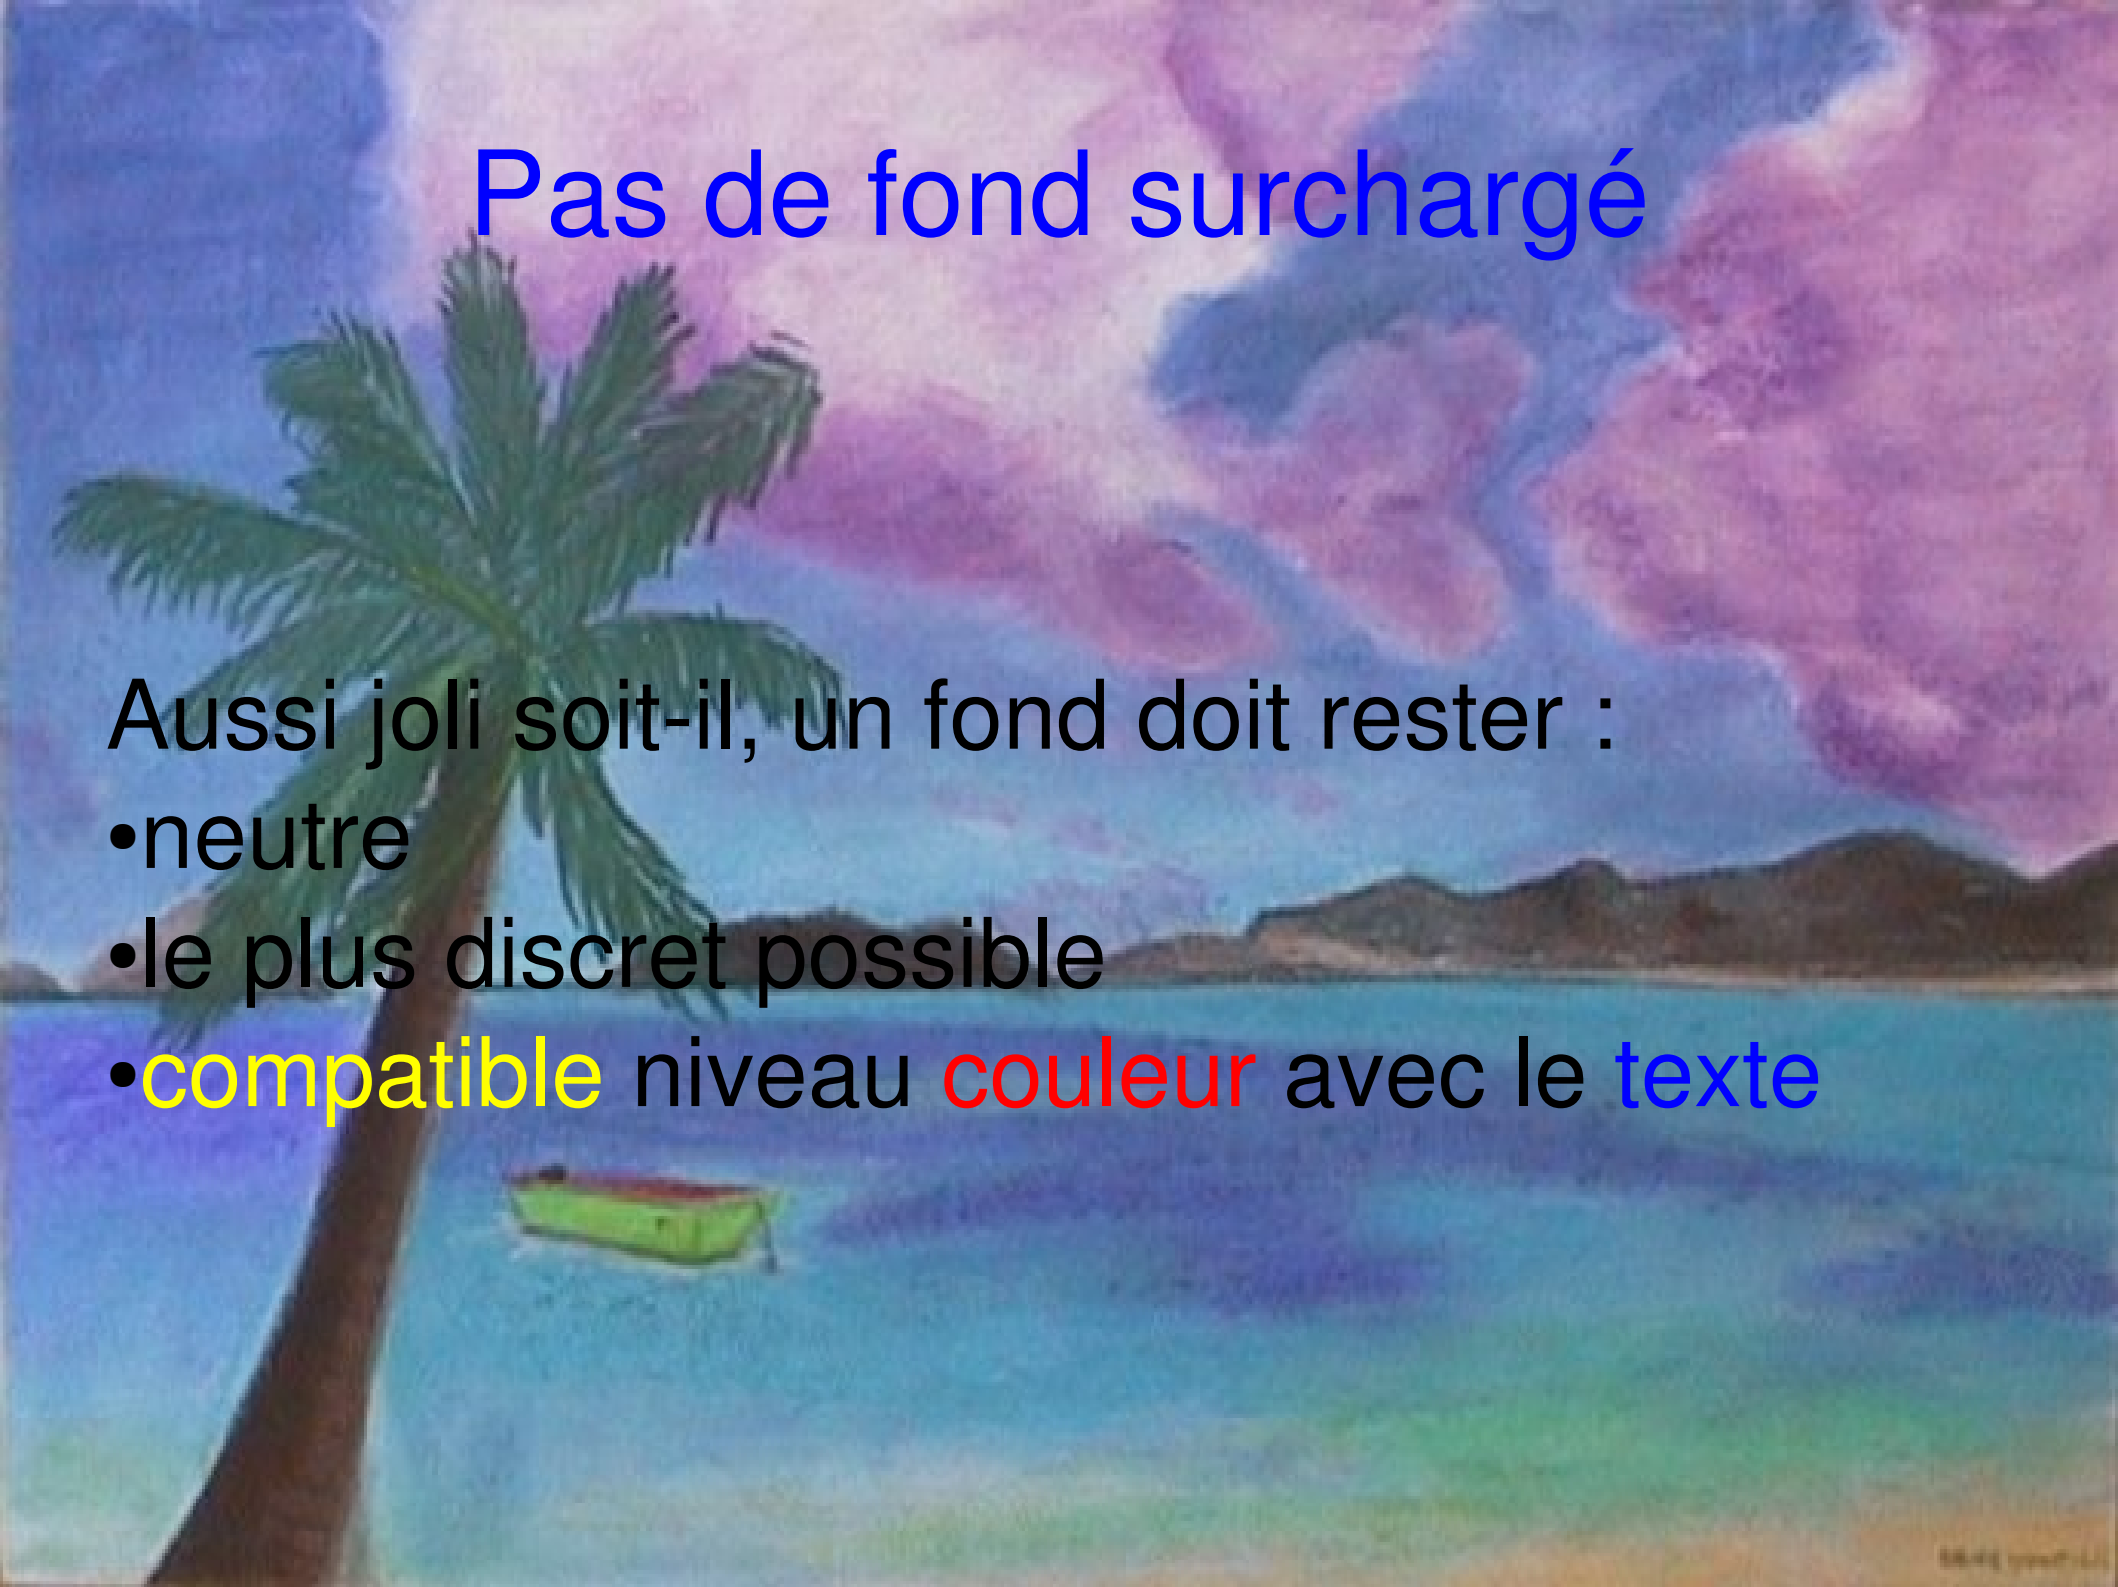 Pas de fond surchargé
Aussi joli soit-il, un fond doit rester :
•neutre
•le plus discret possible
•compatible niveau couleur avec le texte